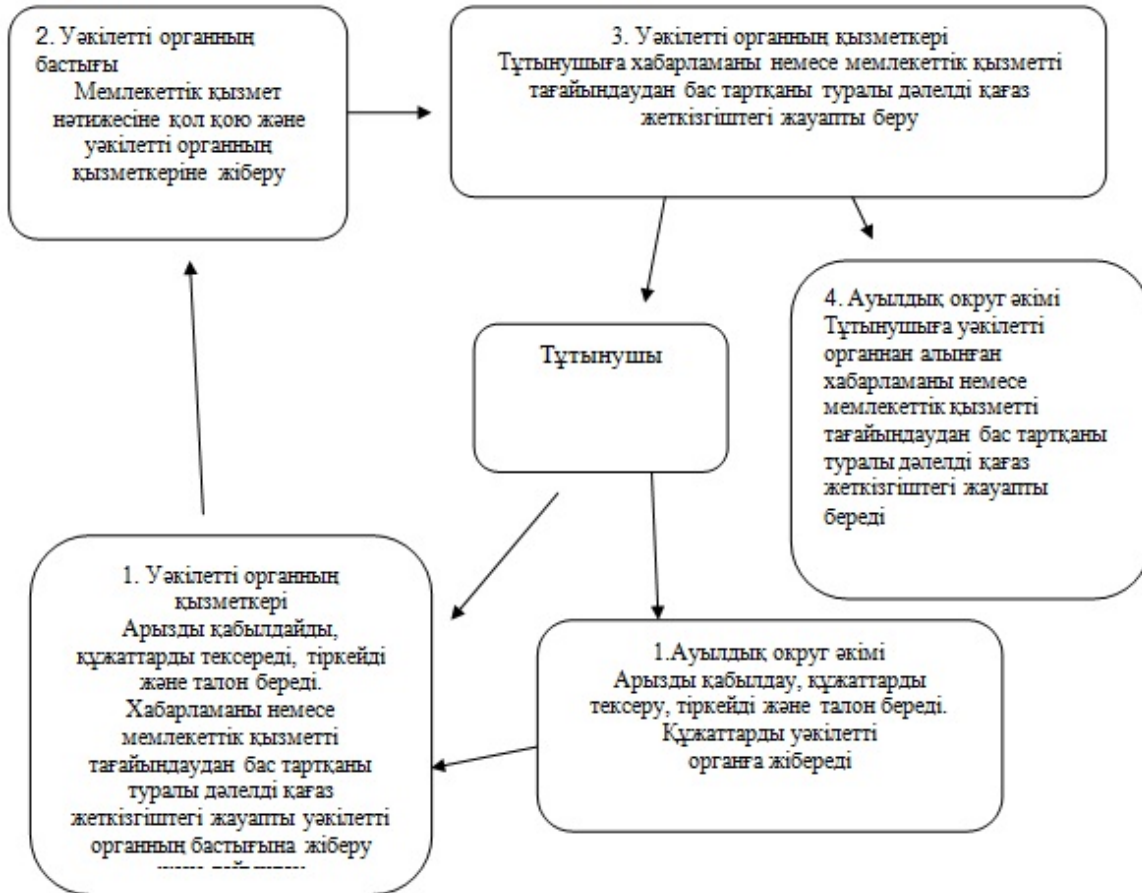 2. Уәкілетті органның
бастығы
Мемлекеттік қызмет
нәтижесіне қол қою және
уәкілетті органның
қызметкеріне жіберу
3. Уәкілетті органның қызметкері
Тұтынушыға хабарламаны немесе мемлекеттік қызметті
тағайындаудан бас тартқаны туралы дәлелді қағаз
жеткізгіштегі жауапты беру
Тұтынушы
4. Ауылдық округ әкімі
Тұтынушыға уәкілетті
органнан алынған
хабарламаны немесе
мемлекеттік қызметті
тағайындаудан бас тартқаны
туралы дәлелді қағаз
жеткізгіштегі жауапты
береді
1. Уәкілетті органның
қызметкері
Арызды қабылдайды,
құжаттарды тексереді, тіркейді
және талон береді.
Хабарламаны немесе
мемлекеттік қызметті
тағайындаудан бас тартқаны
туралы дәлелді қағаз
жеткізгіштегі жауапты уәкілетті
органның бастығына жіберу
1.Ауылдық округ әкімі
Арызды қабылдау, құжаттарды
тексеру, тіркейді және талон береді.
Құжаттарды уәкілетті
органға жібереді